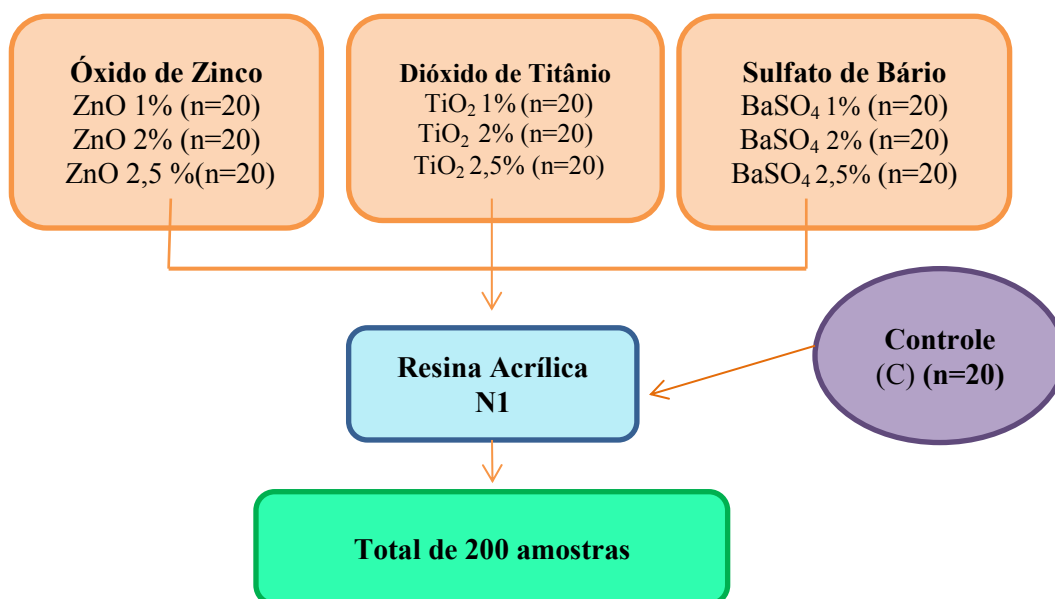 Óxido de Zinco
ZnO 1% (n=20)
ZnO 2% (n=20)
ZnO 2,5 %(n=20)
Dióxido de Titânio
TiO₂ 1% (n=20)
TiO₂ 2% (n=20)
TiO₂ 2,5% (n=20)
Sulfato de Bário
BaSO₄ 1% (n=20)
BaSO₄ 2% (n=20)
BaSO₄ 2,5% (n=20)
Resina Acrílica
N1
Controle
(C) (n=20)
Total de 200 amostras